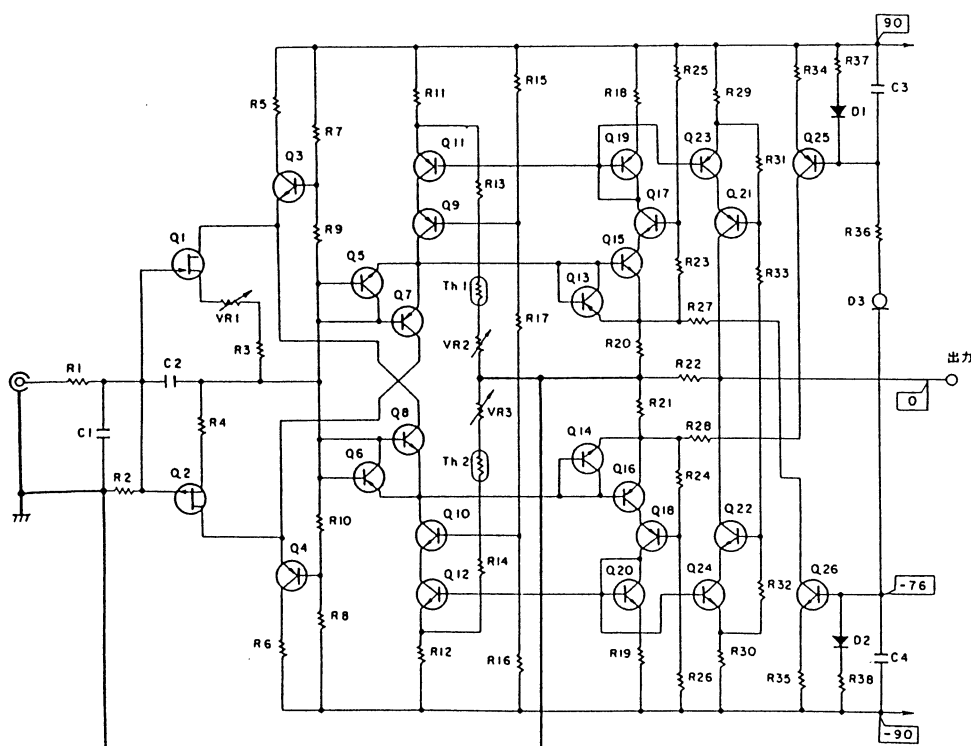 90
R5
R7
R11
R15
R18
R25
R29
R34
R37
C3
D1
Q3
Q11
Q19
Q23
Q25
R31
R13
R9
Q9
Q17
Q21
R36
Q1
Q5
Q15
Q7
Th1
Q13
R23
R33
D3
VR1
R17
R27
R3
VR2
R20
出力
R1
C2
R22
0
C1
R4
VR3
R21
Q8
Q14
R28
R2
Q6
Th2
Q16
R24
Q2
Q18
R10
Q10
Q22
R14
Q4
Q12
Q20
Q24
R32
Q26
-76
R8
D2
R6
C4
R12
R16
R19
R26
R30
R35
R38
-90